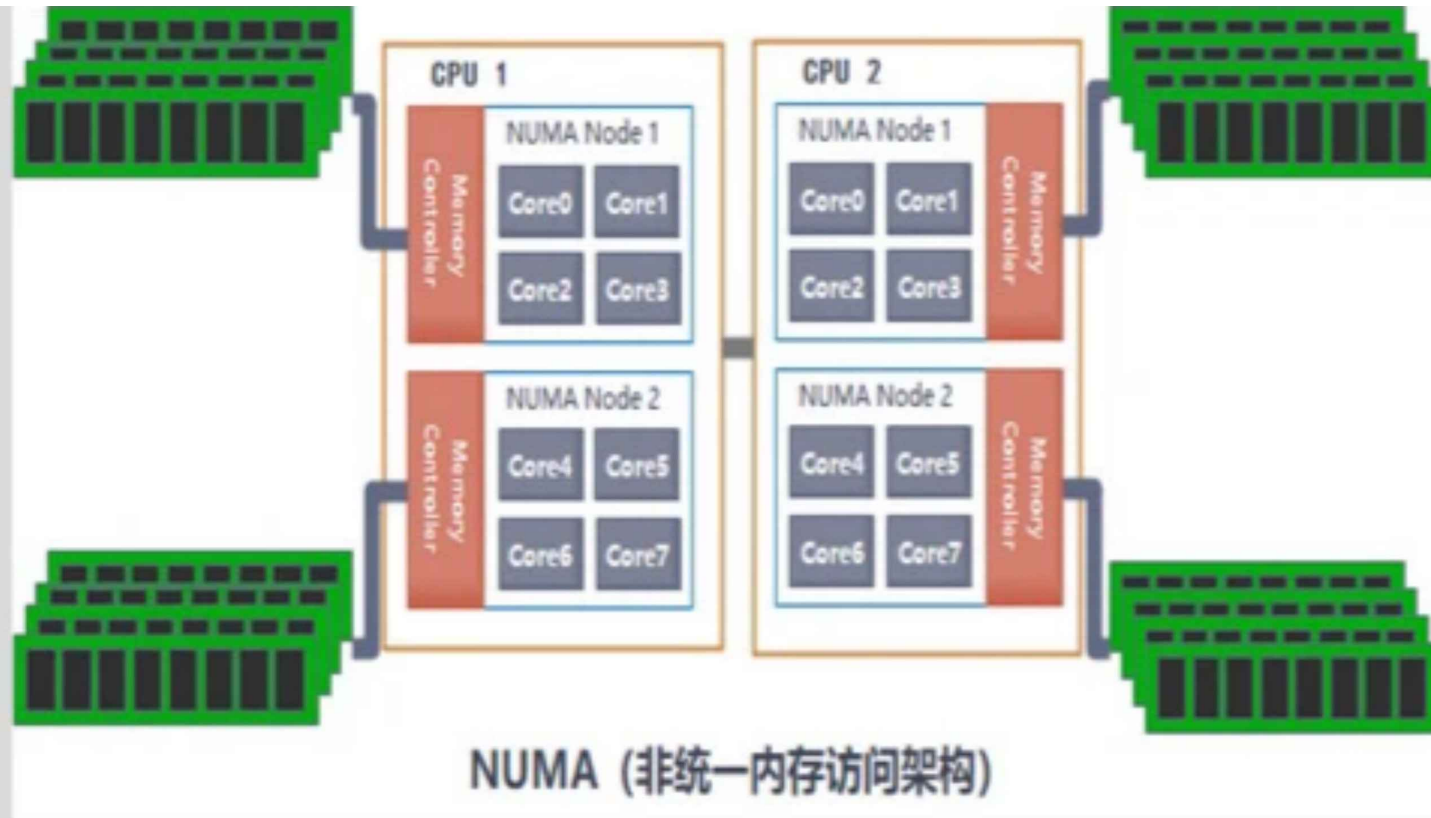 CPU 1
NUMA Node 1
Memory
Controller
Core0 Core1
Core2 Core3
NUMA Node 2
Memory
Controller
Core4 Core5
Core6 Core7
CPU 2
NUMA Node 1
Core0 Core1
Core2 Core3
Memory
Controller
NUMA Node 2
Core4 Core5
Core6 Core7
Memory
Controller
NUMA (非统一内存访问架构)